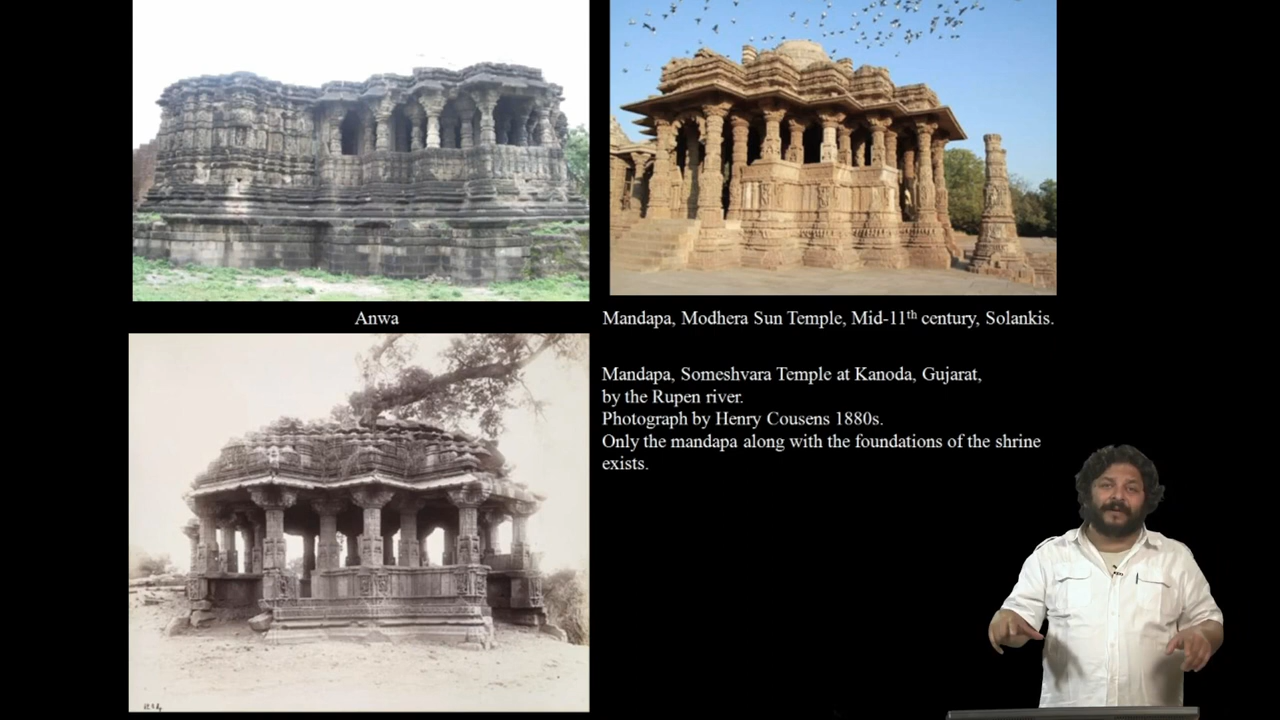 Anwa
Mandapa, Modhera Sun Temple, Mid-11th century, Solankis.
Mandapa, Someshvara Temple at Kanoda, Gujarat,
by the Rupen river.
Photograph by Henry Cousens 1880s.
Only the mandapa along with the foundations of the shrine
exists.